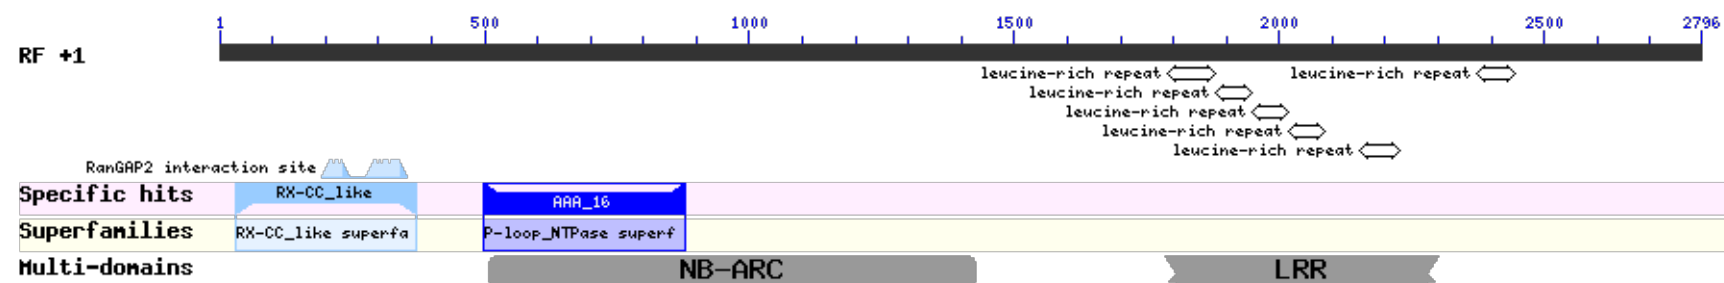 1 500 1000 1500 2000 2500 2796
RF +1
leucine-rich repeat leucine-rich repeat
leucine-rich repeat
leucine-rich repeat
leucine-rich repeat
leucine-rich repeat
RanGAP2 interaction site
Specific hits RX-CC_like AAA_16
Superfamilies RX-CC_like superfa P-loop_NTPase superf
Multi-domains NB-ARC LRR